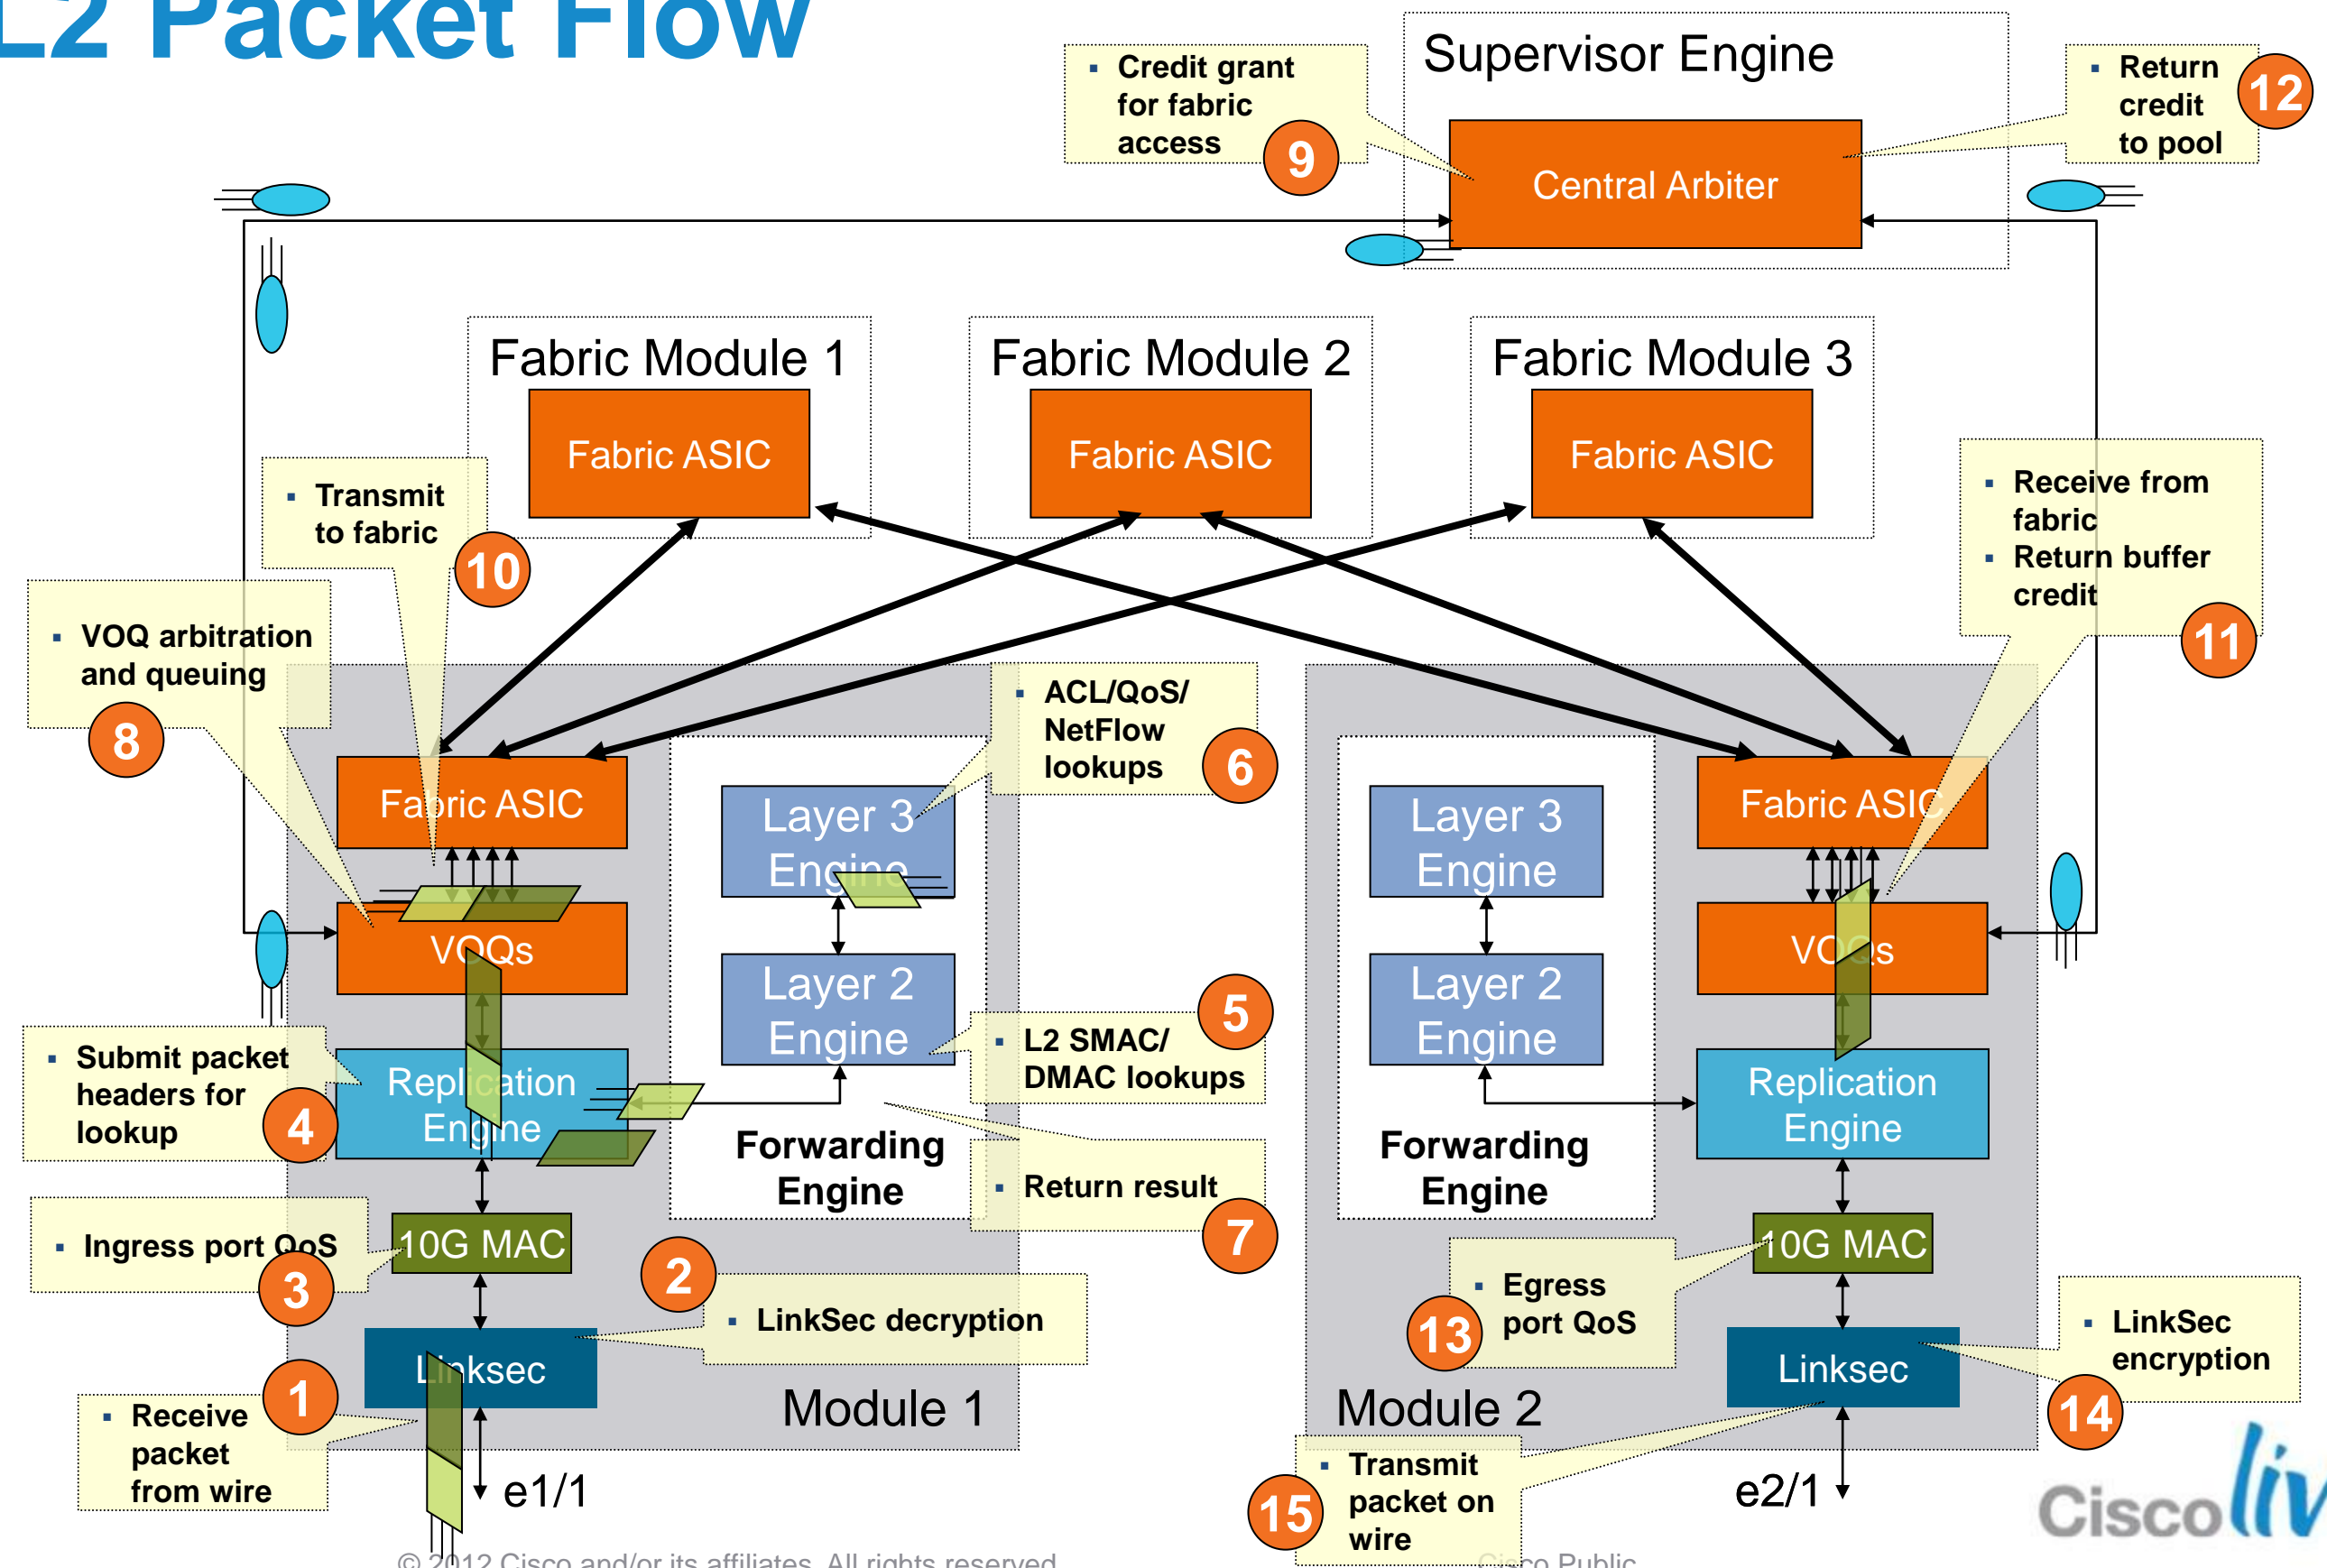 L2 Packet Flow
Supervisor Engine
▪ Credit grant
for fabric
access
9
Central Arbiter
▪ Return
credit
to pool
12
Fabric Module 1
Fabric ASIC
Fabric Module 2
Fabric ASIC
Fabric Module 3
Fabric ASIC
▪ Transmit
to fabric
10
▪ Receive from
fabric
▪ Return buffer
credit
11
▪ VOQ arbitration
and queuing
8
▪ ACL/QoS/
NetFlow
lookups
6
Fabric ASIC
Layer 3
Engine
Layer 3
Engine
Fabric ASIC
VOQs
Layer 2
Engine
5
▪ L2 SMAC/
DMAC lookups
Layer 2
Engine
VOQs
▪ Submit packet
headers for
lookup
4
Replication
Engine
Forwarding
Engine
▪ Return result
7
Forwarding
Engine
Replication
Engine
▪ Ingress port QoS
3
10G MAC
2
▪ LinkSec decryption
▪ Egress
port QoS
13
10G MAC
▪ LinkSec
encryption
14
Linksec
1
▪ Receive
packet
from wire
Module 1
Module 2
Linksec
e1/1
▪ Transmit
packet on
wire
15
e2/1
Cisco liv
© 2012 Cisco and/or its affiliates. All rights reserved.
Cisco Public